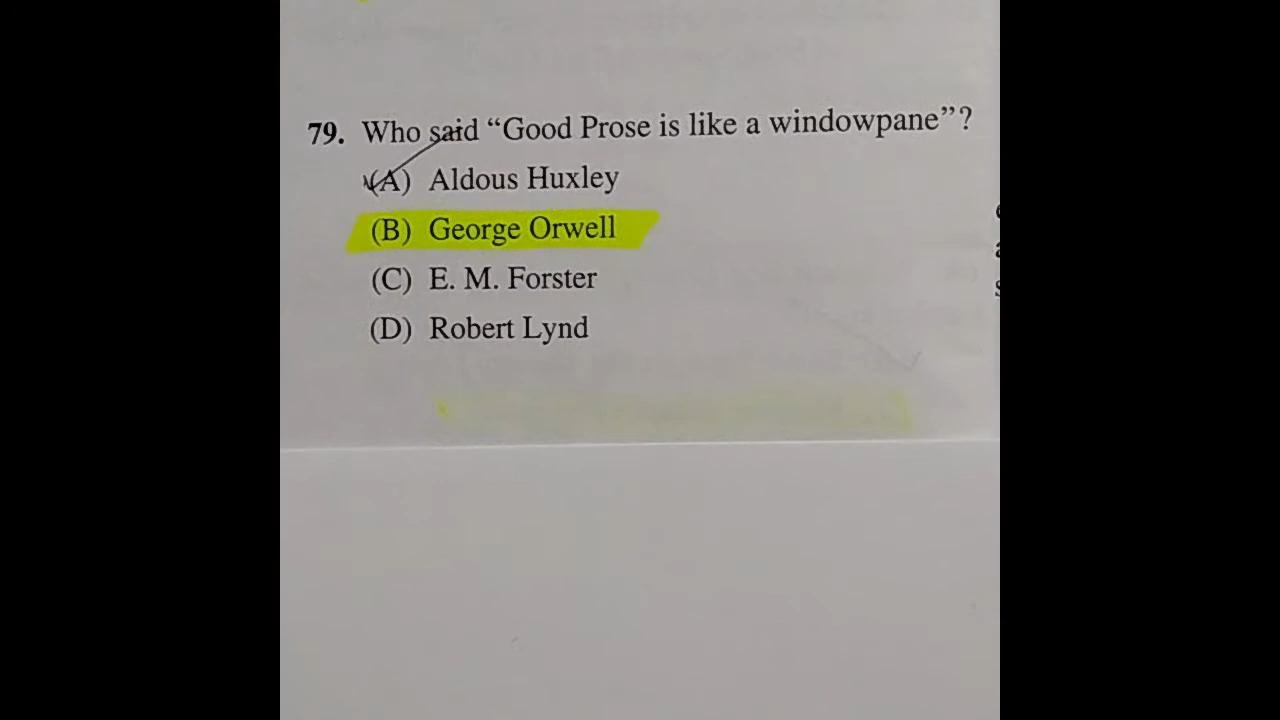 79. Who said “Good Prose is like a windowpane”?
(A) Aldous Huxley
(B) George Orwell
(C) E. M. Forster
(D) Robert Lynd